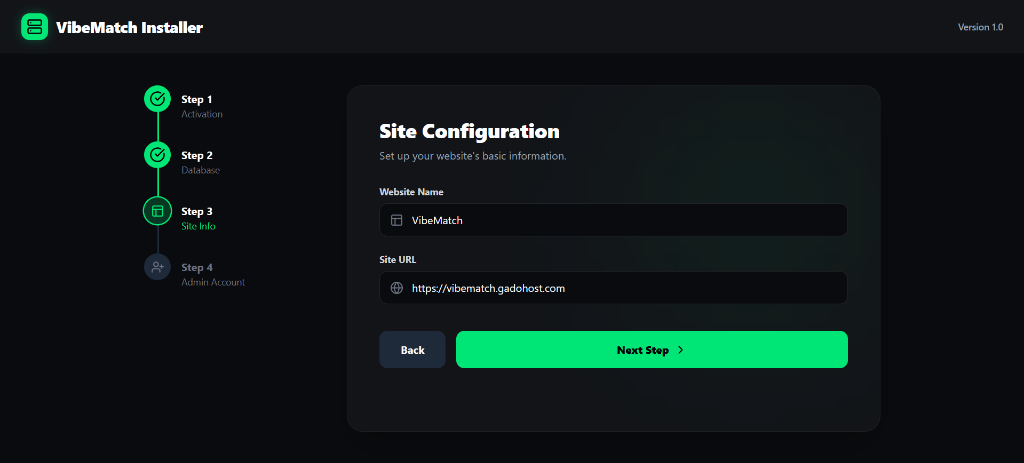 VibeMatch Installer
Version 1.0
Step 1
Activation
Step 2
Database
Step 3
Site Info
Step 4
Admin Account
Site Configuration
Set up your website's basic information.
Website Name
VibeMatch
Site URL
https://vibematch.gadohost.com
Back
Next Step